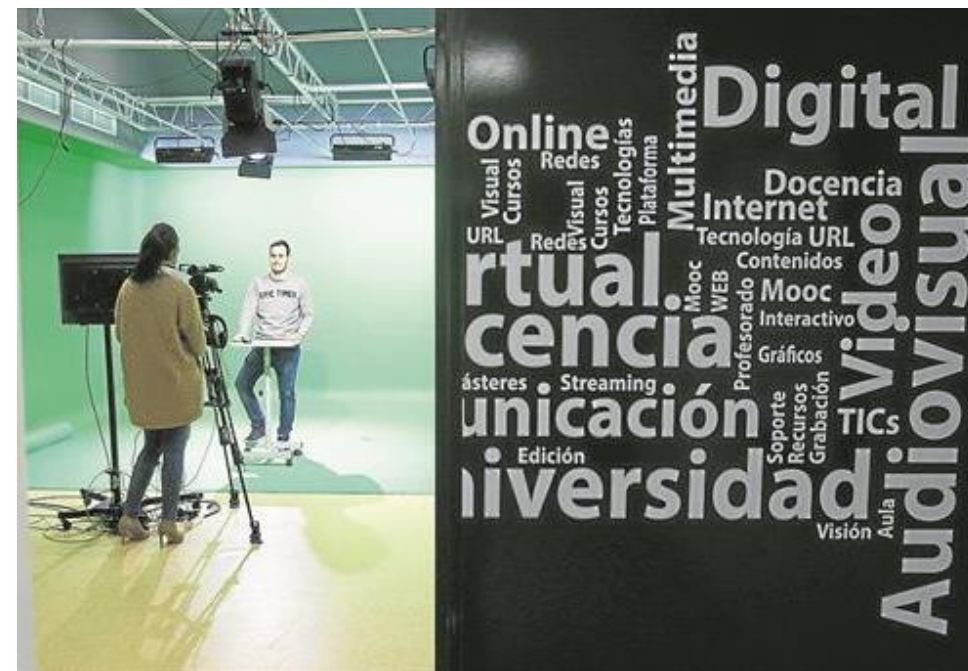 Digital
Multimedia
Online
Redes
Tecnologías
Plataforma
Visual
Cursos
Visual
Cursos
Docencia
Internet
URL
Redes
Tecnología URL
Contenidos
rtual
Mooc
WEB
Mooc
Interactivo
Video
Audiovisual
cencia
Profesorado
Gráficos
ásteres
Streaming
unicación
Soporte
Recursos
Grabación
TICs
Edición
niversidad
Visión
Aula